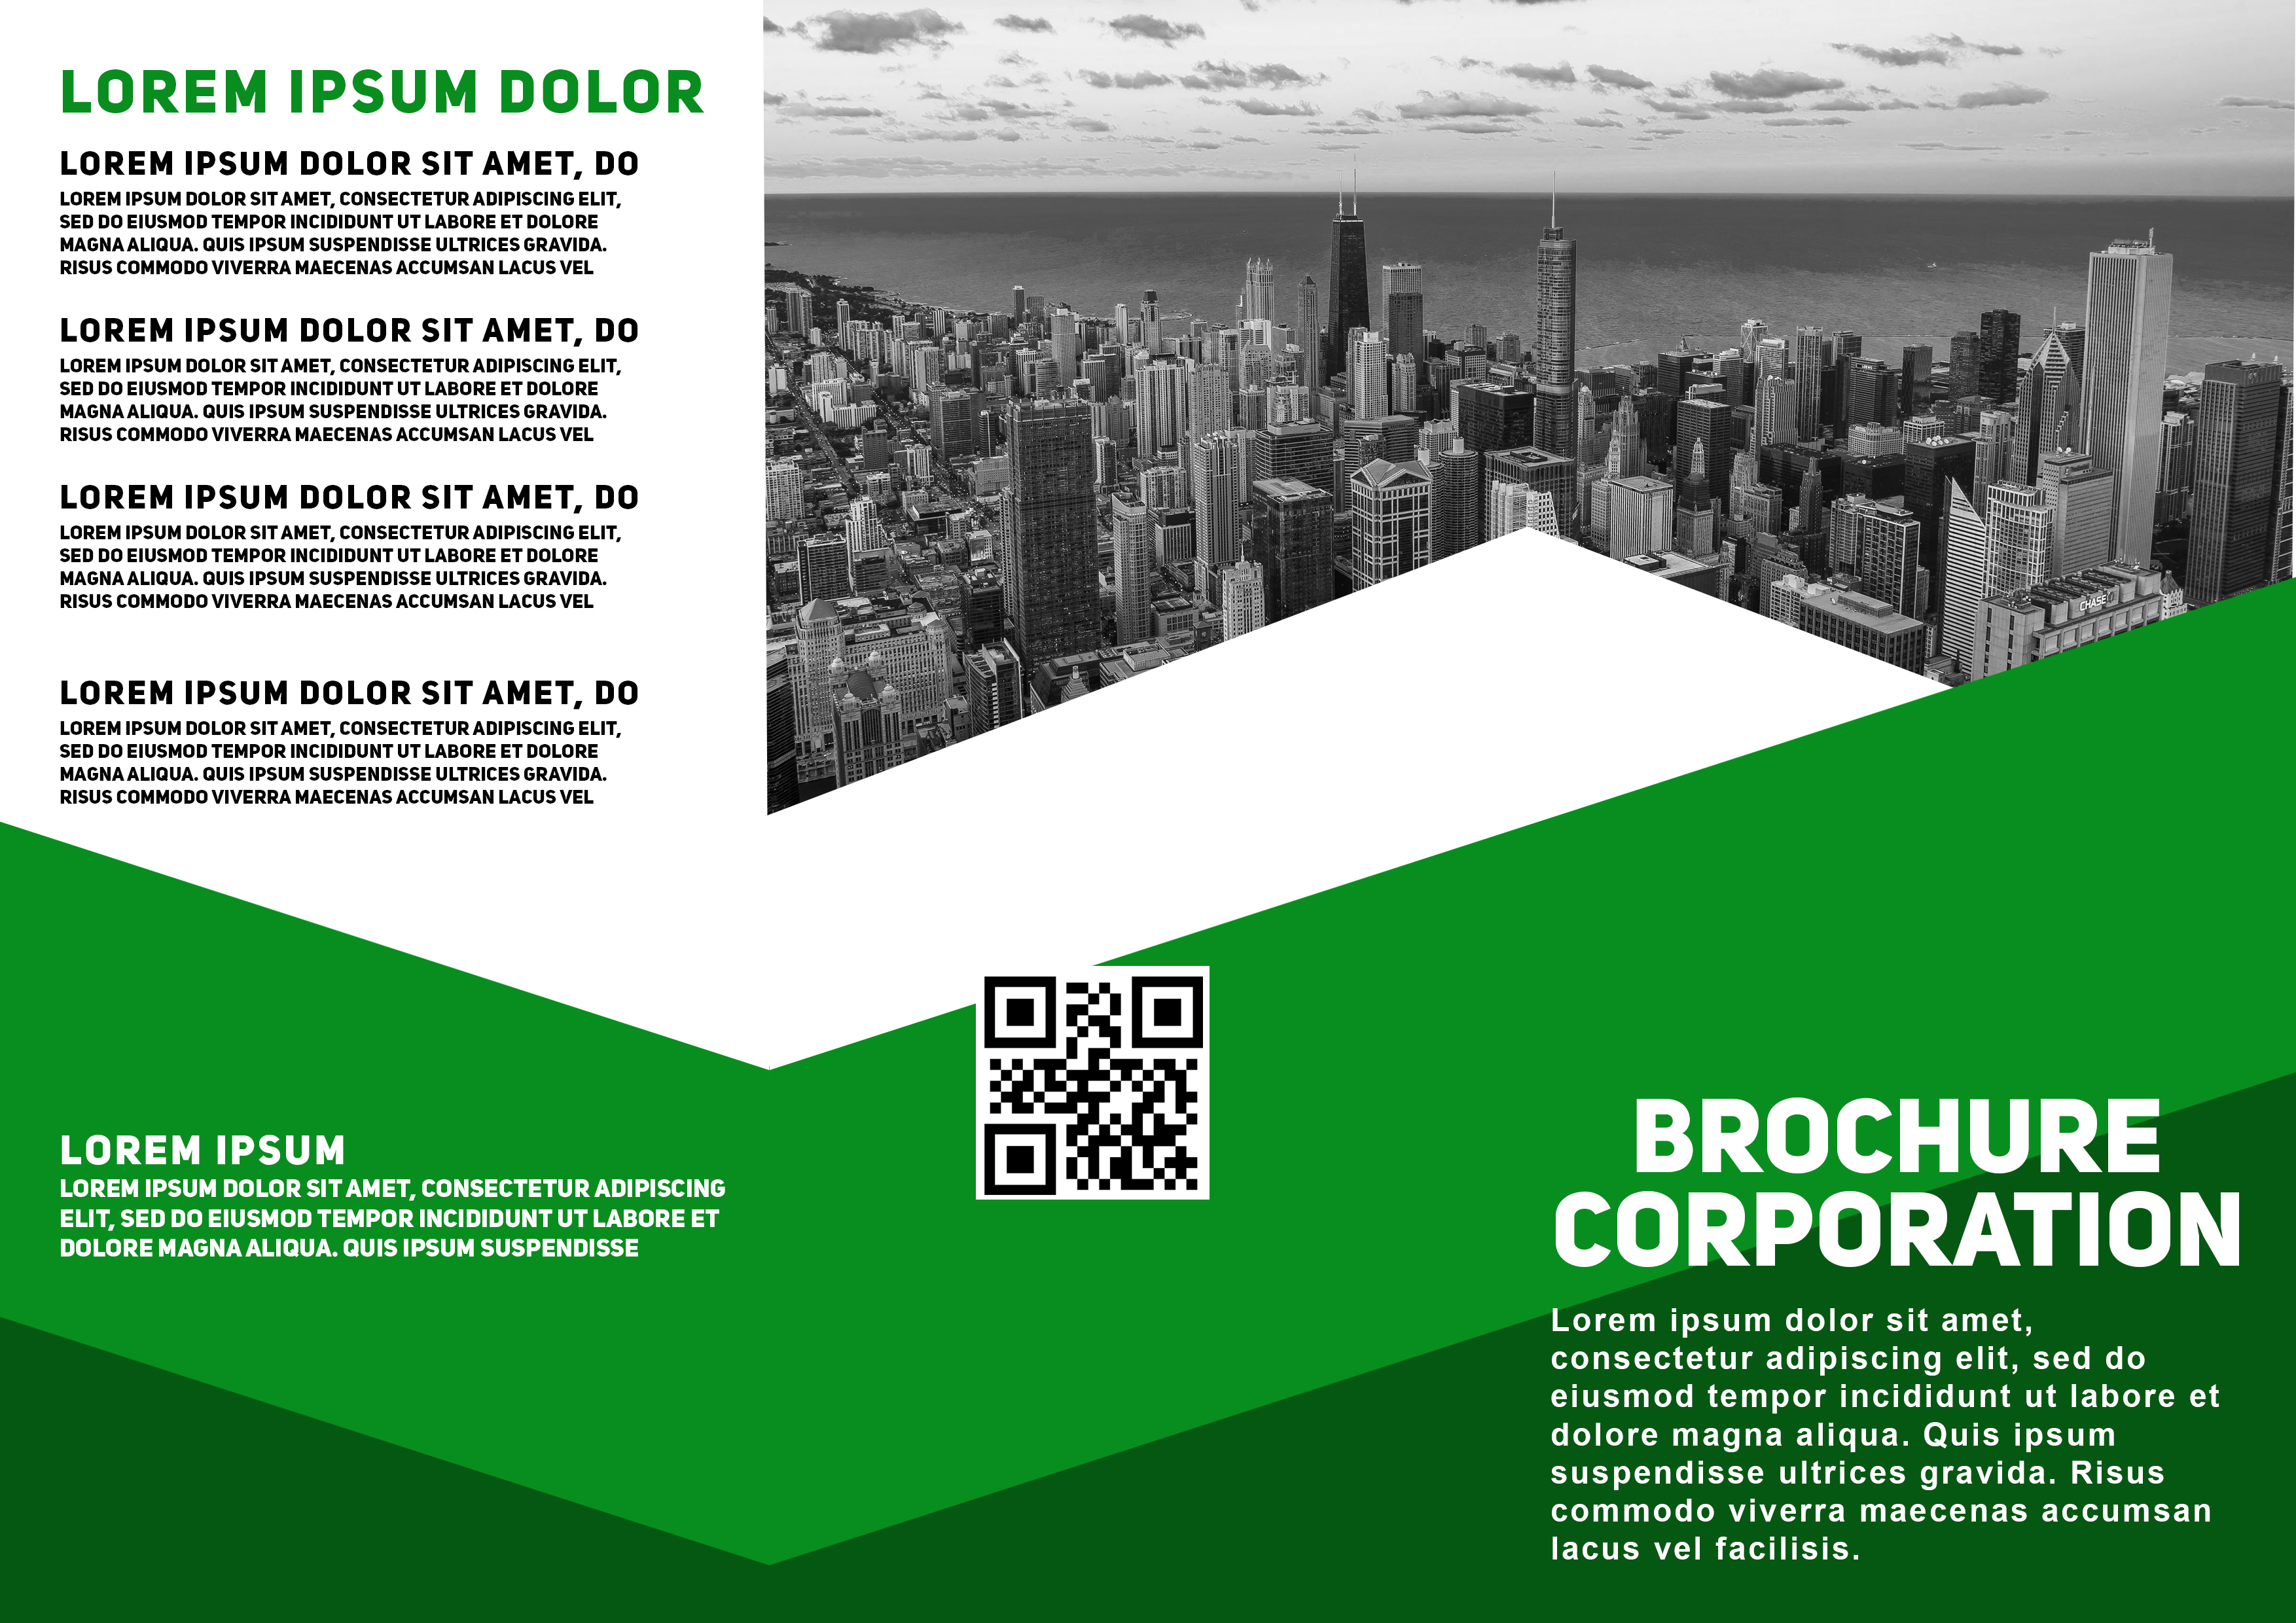 LOREM IPSUM DOLOR
LOREM IPSUM DOLOR SIT AMET, DO
LOREM IPSUM DOLOR SIT AMET, CONSECTETUR ADIPISCING ELIT,
SED DO EIUSMOD TEMPOR INCIDIDUNT UT LABORE ET DOLORE
MAGNA ALIQUA. QUIS IPSUM SUSPENDISSE ULTRICES GRAVIDA.
RISUS COMMODO VIVERRA MAECENAS ACCUMSAN LACUS VEL
LOREM IPSUM DOLOR SIT AMET, DO
LOREM IPSUM DOLOR SIT AMET, CONSECTETUR ADIPISCING ELIT,
SED DO EIUSMOD TEMPOR INCIDIDUNT UT LABORE ET DOLORE
MAGNA ALIQUA. QUIS IPSUM SUSPENDISSE ULTRICES GRAVIDA.
RISUS COMMODO VIVERRA MAECENAS ACCUMSAN LACUS VEL
LOREM IPSUM DOLOR SIT AMET, DO
LOREM IPSUM DOLOR SIT AMET, CONSECTETUR ADIPISCING ELIT,
SED DO EIUSMOD TEMPOR INCIDIDUNT UT LABORE ET DOLORE
MAGNA ALIQUA. QUIS IPSUM SUSPENDISSE ULTRICES GRAVIDA.
RISUS COMMODO VIVERRA MAECENAS ACCUMSAN LACUS VEL
LOREM IPSUM DOLOR SIT AMET, DO
LOREM IPSUM DOLOR SIT AMET, CONSECTETUR ADIPISCING ELIT,
SED DO EIUSMOD TEMPOR INCIDIDUNT UT LABORE ET DOLORE
MAGNA ALIQUA. QUIS IPSUM SUSPENDISSE ULTRICES GRAVIDA.
RISUS COMMODO VIVERRA MAECENAS ACCUMSAN LACUS VEL
LOREM IPSUM
LOREM IPSUM DOLOR SIT AMET, CONSECTETUR ADIPISCING
ELIT, SED DO EIUSMOD TEMPOR INCIDIDUNT UT LABORE ET
DOLORE MAGNA ALIQUA. QUIS IPSUM SUSPENDISSE
CHASE
BROCHURE
CORPORATION
Lorem ipsum dolor sit amet,
consectetur adipiscing elit, sed do
eiusmod tempor incididunt ut labore et
dolore magna aliqua. Quis ipsum
suspendisse ultrices gravida. Risus
commodo viverra maecenas accumsan
lacus vel facilisis.